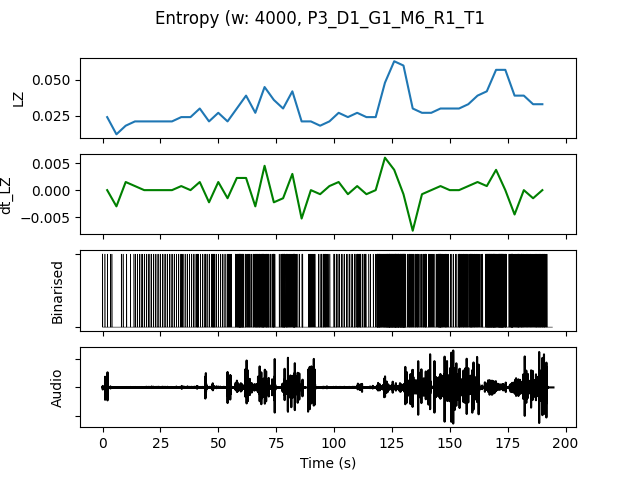 Entropy (w: 4000, P3_D1_G1_M6_R1_T1
0.050
0.025
LZ
0.005
0.000
−0.005
dt_LZ
Binarised
Audio
0 25 50 75 100 125 150 175 200
Time (s)